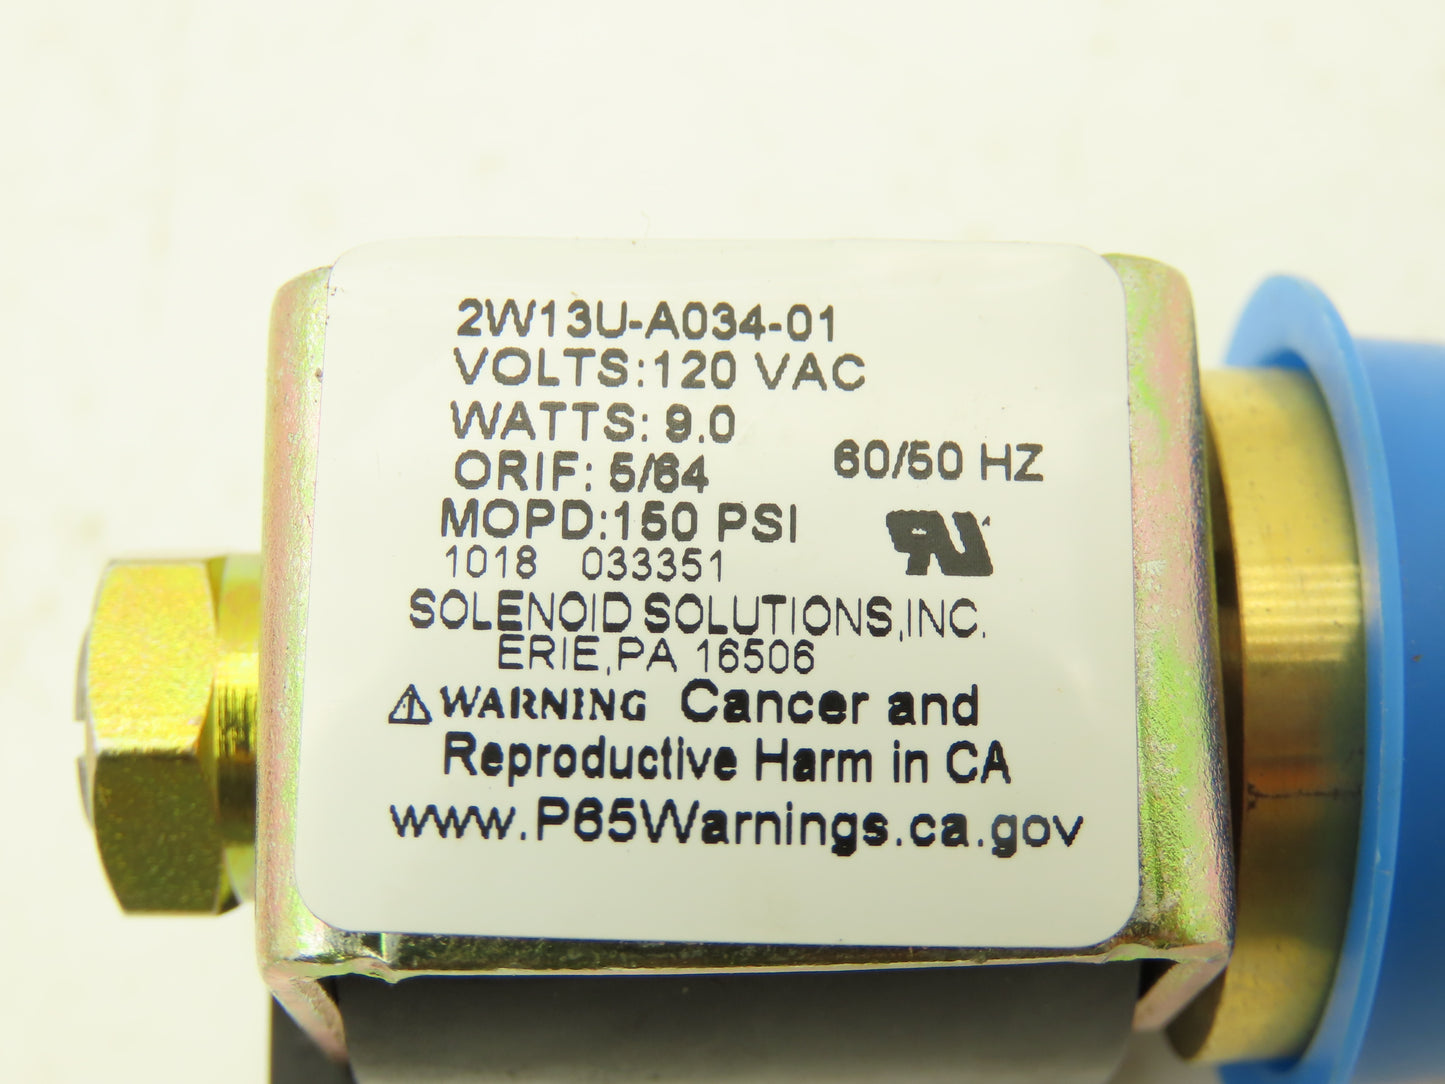 2W13U-A034-01
VOLTS:120 VAC
WATTS: 9.0
ORIF: 5/64 60/50 HZ
MOPD:150 PSI
1018 033351
SOLENOID SOLUTIONS,INC.
ERIE,PA 16506
⚠ WARNING Cancer and
Reproductive Harm in CA
www.P65Warnings.ca.gov